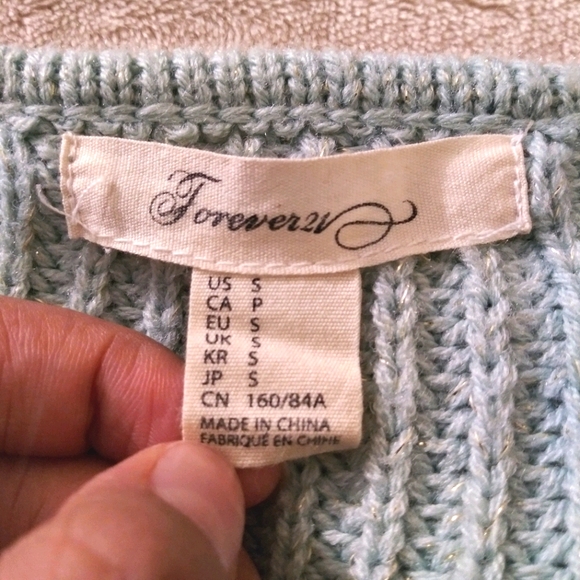 Forever21
US S
CA P
EU S
UK S
KR S
JP S
CN 160/84A
MADE IN CHINA
FABRIQUÉ EN CHINE